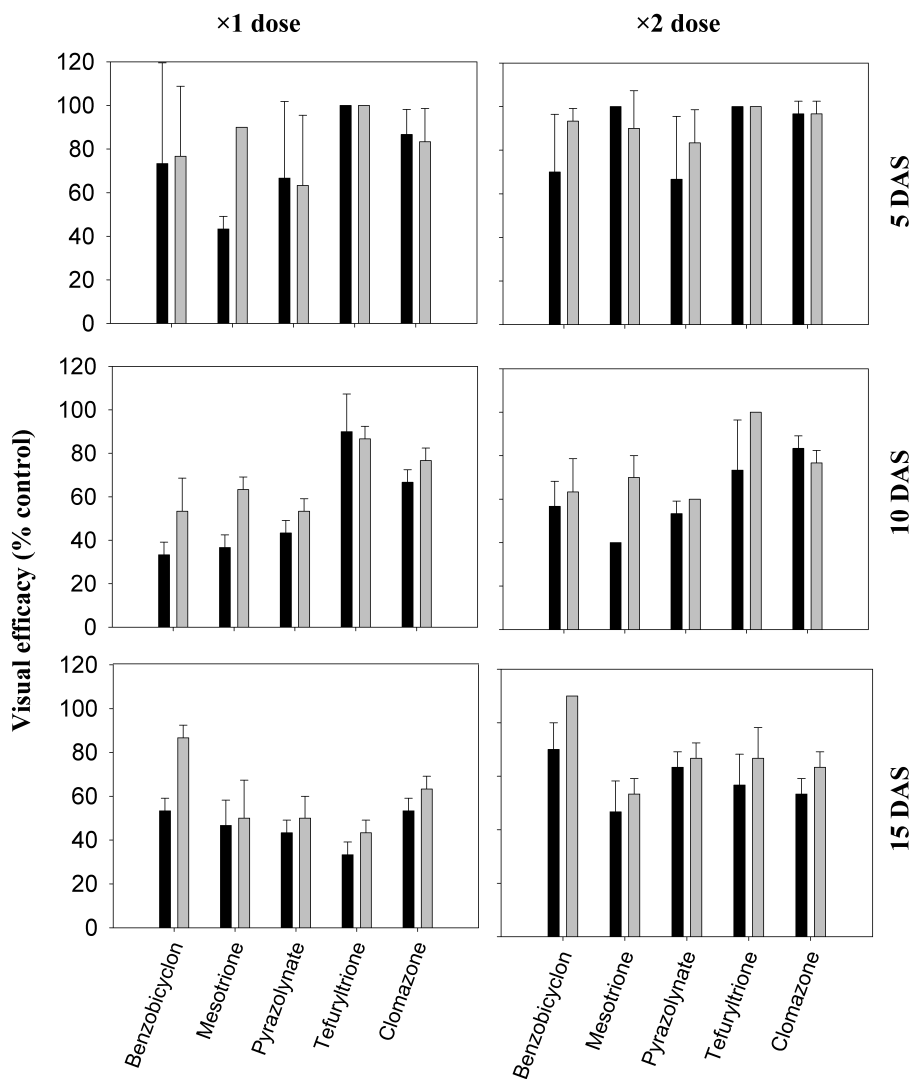 ×1 dose
×2 dose
120
100
80
60
40
20
0
5 DAS
120
100
80
60
40
20
0
10 DAS
Visual efficacy (% control)
120
100
80
60
40
20
0
15 DAS
Benzobicyclon
Mesotrione
Pyrazolynate
Tefuryltrione
Clomazone
Benzobicyclon
Mesotrione
Pyrazolynate
Tefuryltrione
Clomazone